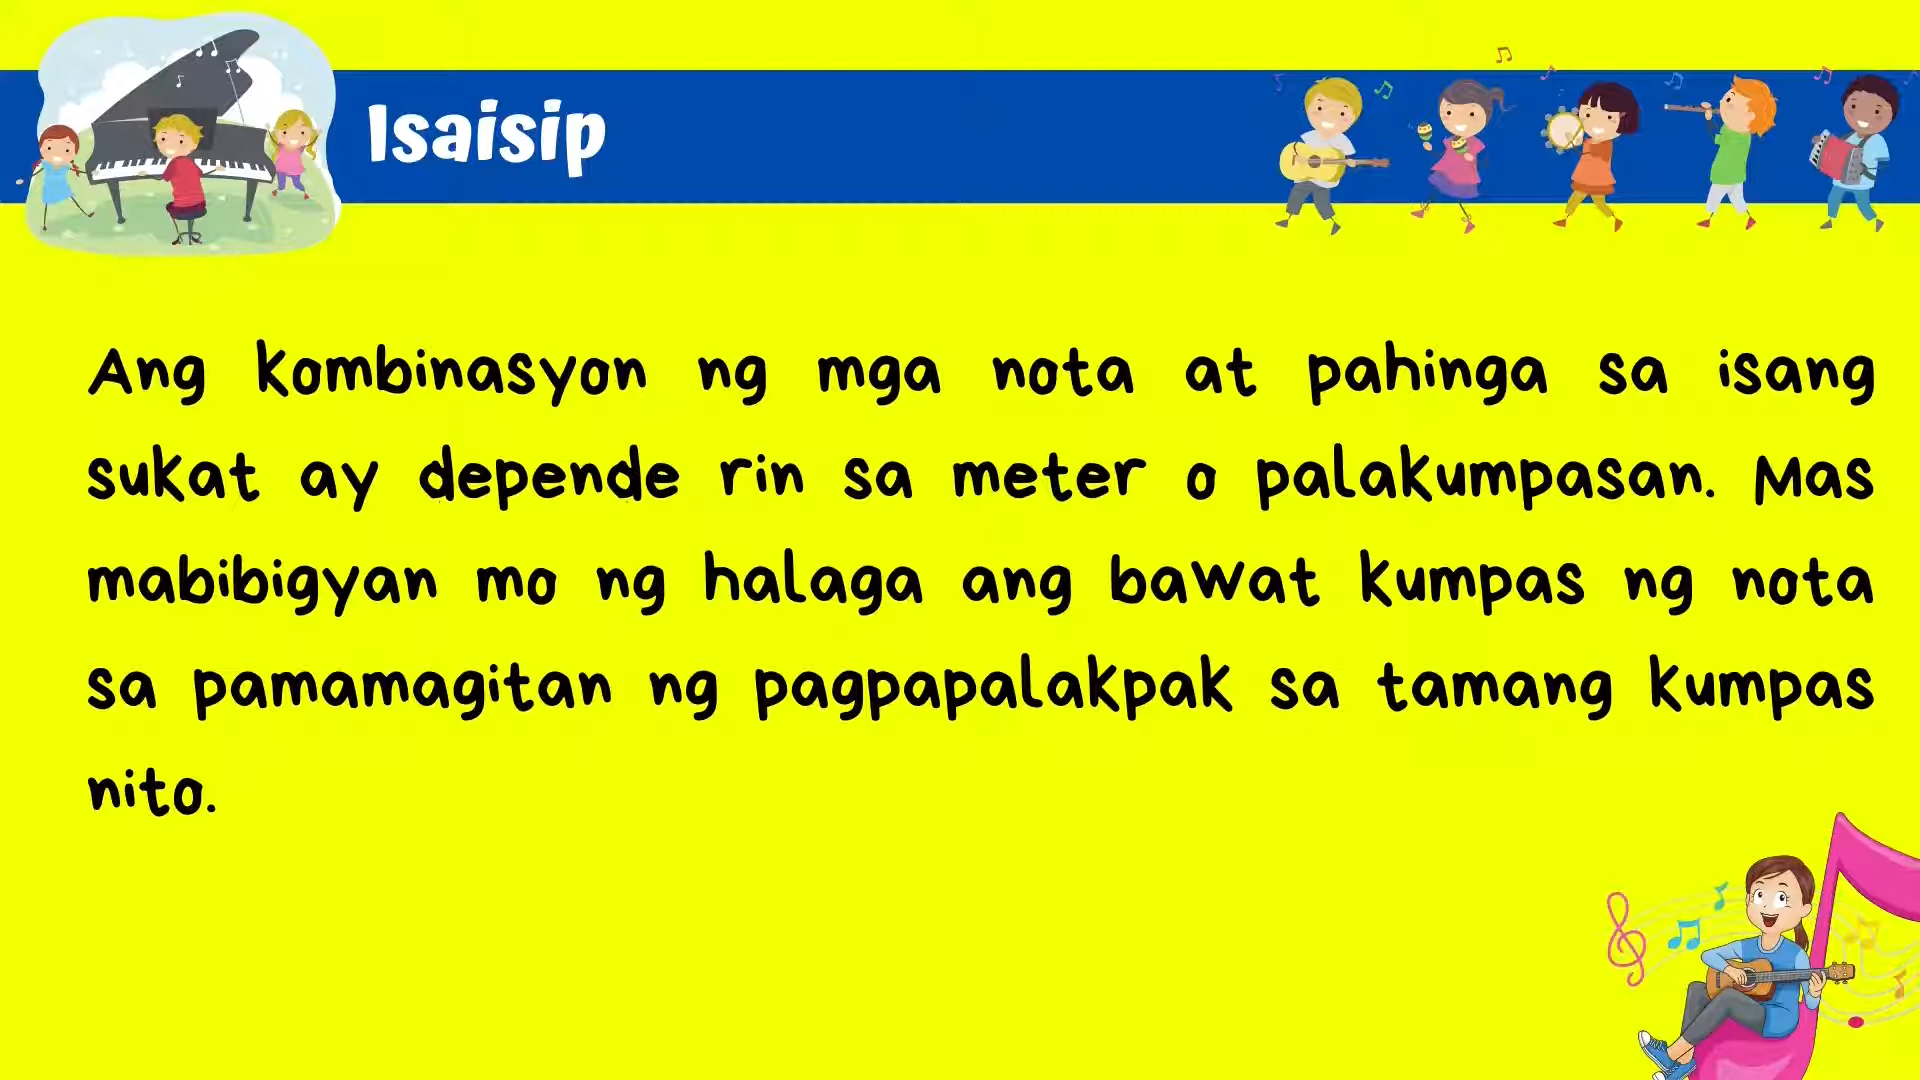 Isaisip
Ang kombinasyon ng mga nota at pahinga sa isang
sukat ay depende rin sa meter o palakumpasan. Mas
mabibigyan mo ng halaga ang bawat kumpas ng nota
sa pamamagitan ng pagpapalakpak sa tamang kumpas
nito.